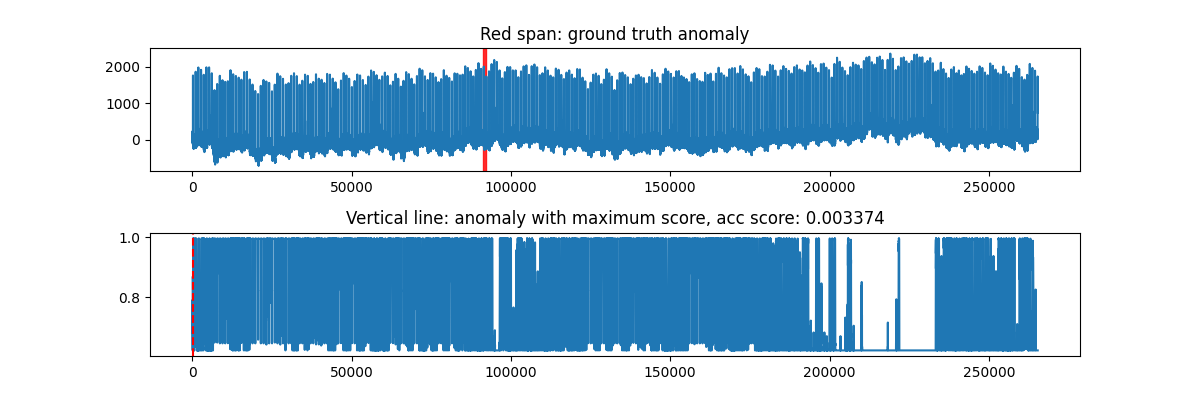 Red span: ground truth anomaly
2000
1000
0
0 50000 100000 150000 200000 250000
Vertical line: anomaly with maximum score, acc score: 0.003374
1.0
0.8
0 50000 100000 150000 200000 250000